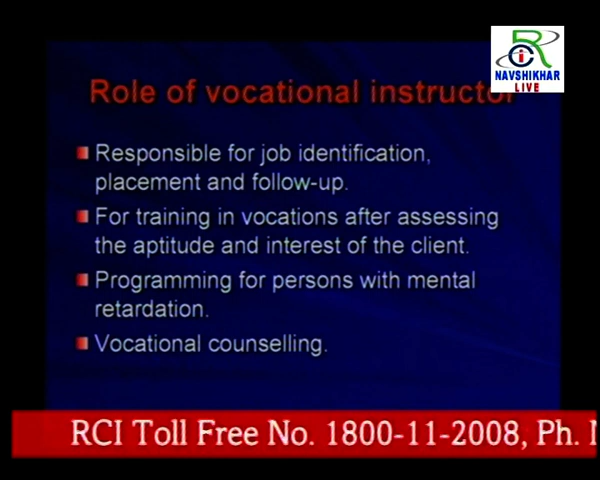 NAVSHIKHAR
LIVE
Role of vocational instructor
Responsible for job identification,
placement and follow-up.
For training in vocations after assessing
the aptitude and interest of the client.
Programming for persons with mental
retardation.
Vocational counselling.
RCI Toll Free No. 1800-11-2008, Ph.